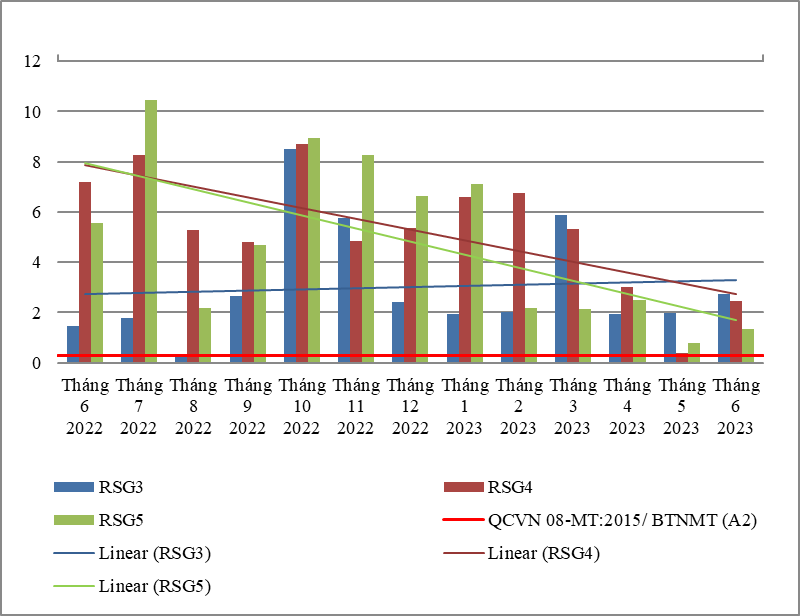 12
10
8
6
4
2
0
Tháng 6 2022
Tháng 7 2022
Tháng 8 2022
Tháng 9 2022
Tháng 10 2022
Tháng 11 2022
Tháng 12 2022
Tháng 1 2023
Tháng 2 2023
Tháng 3 2023
Tháng 4 2023
Tháng 5 2023
Tháng 6 2023
RSG3
RSG4
RSG5
QCVN 08-MT:2015/ BTNMT (A2)
Linear (RSG3)
Linear (RSG4)
Linear (RSG5)